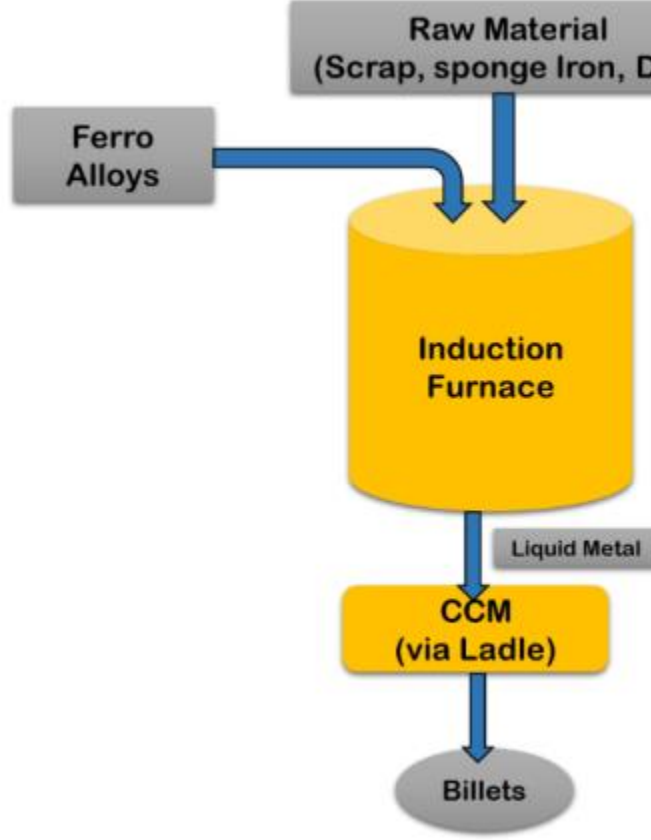 Raw Material
(Scrap, sponge Iron,
Ferro
Alloys
Induction
Furnace
Liquid Metal
CCM
(via Ladle)
Billets